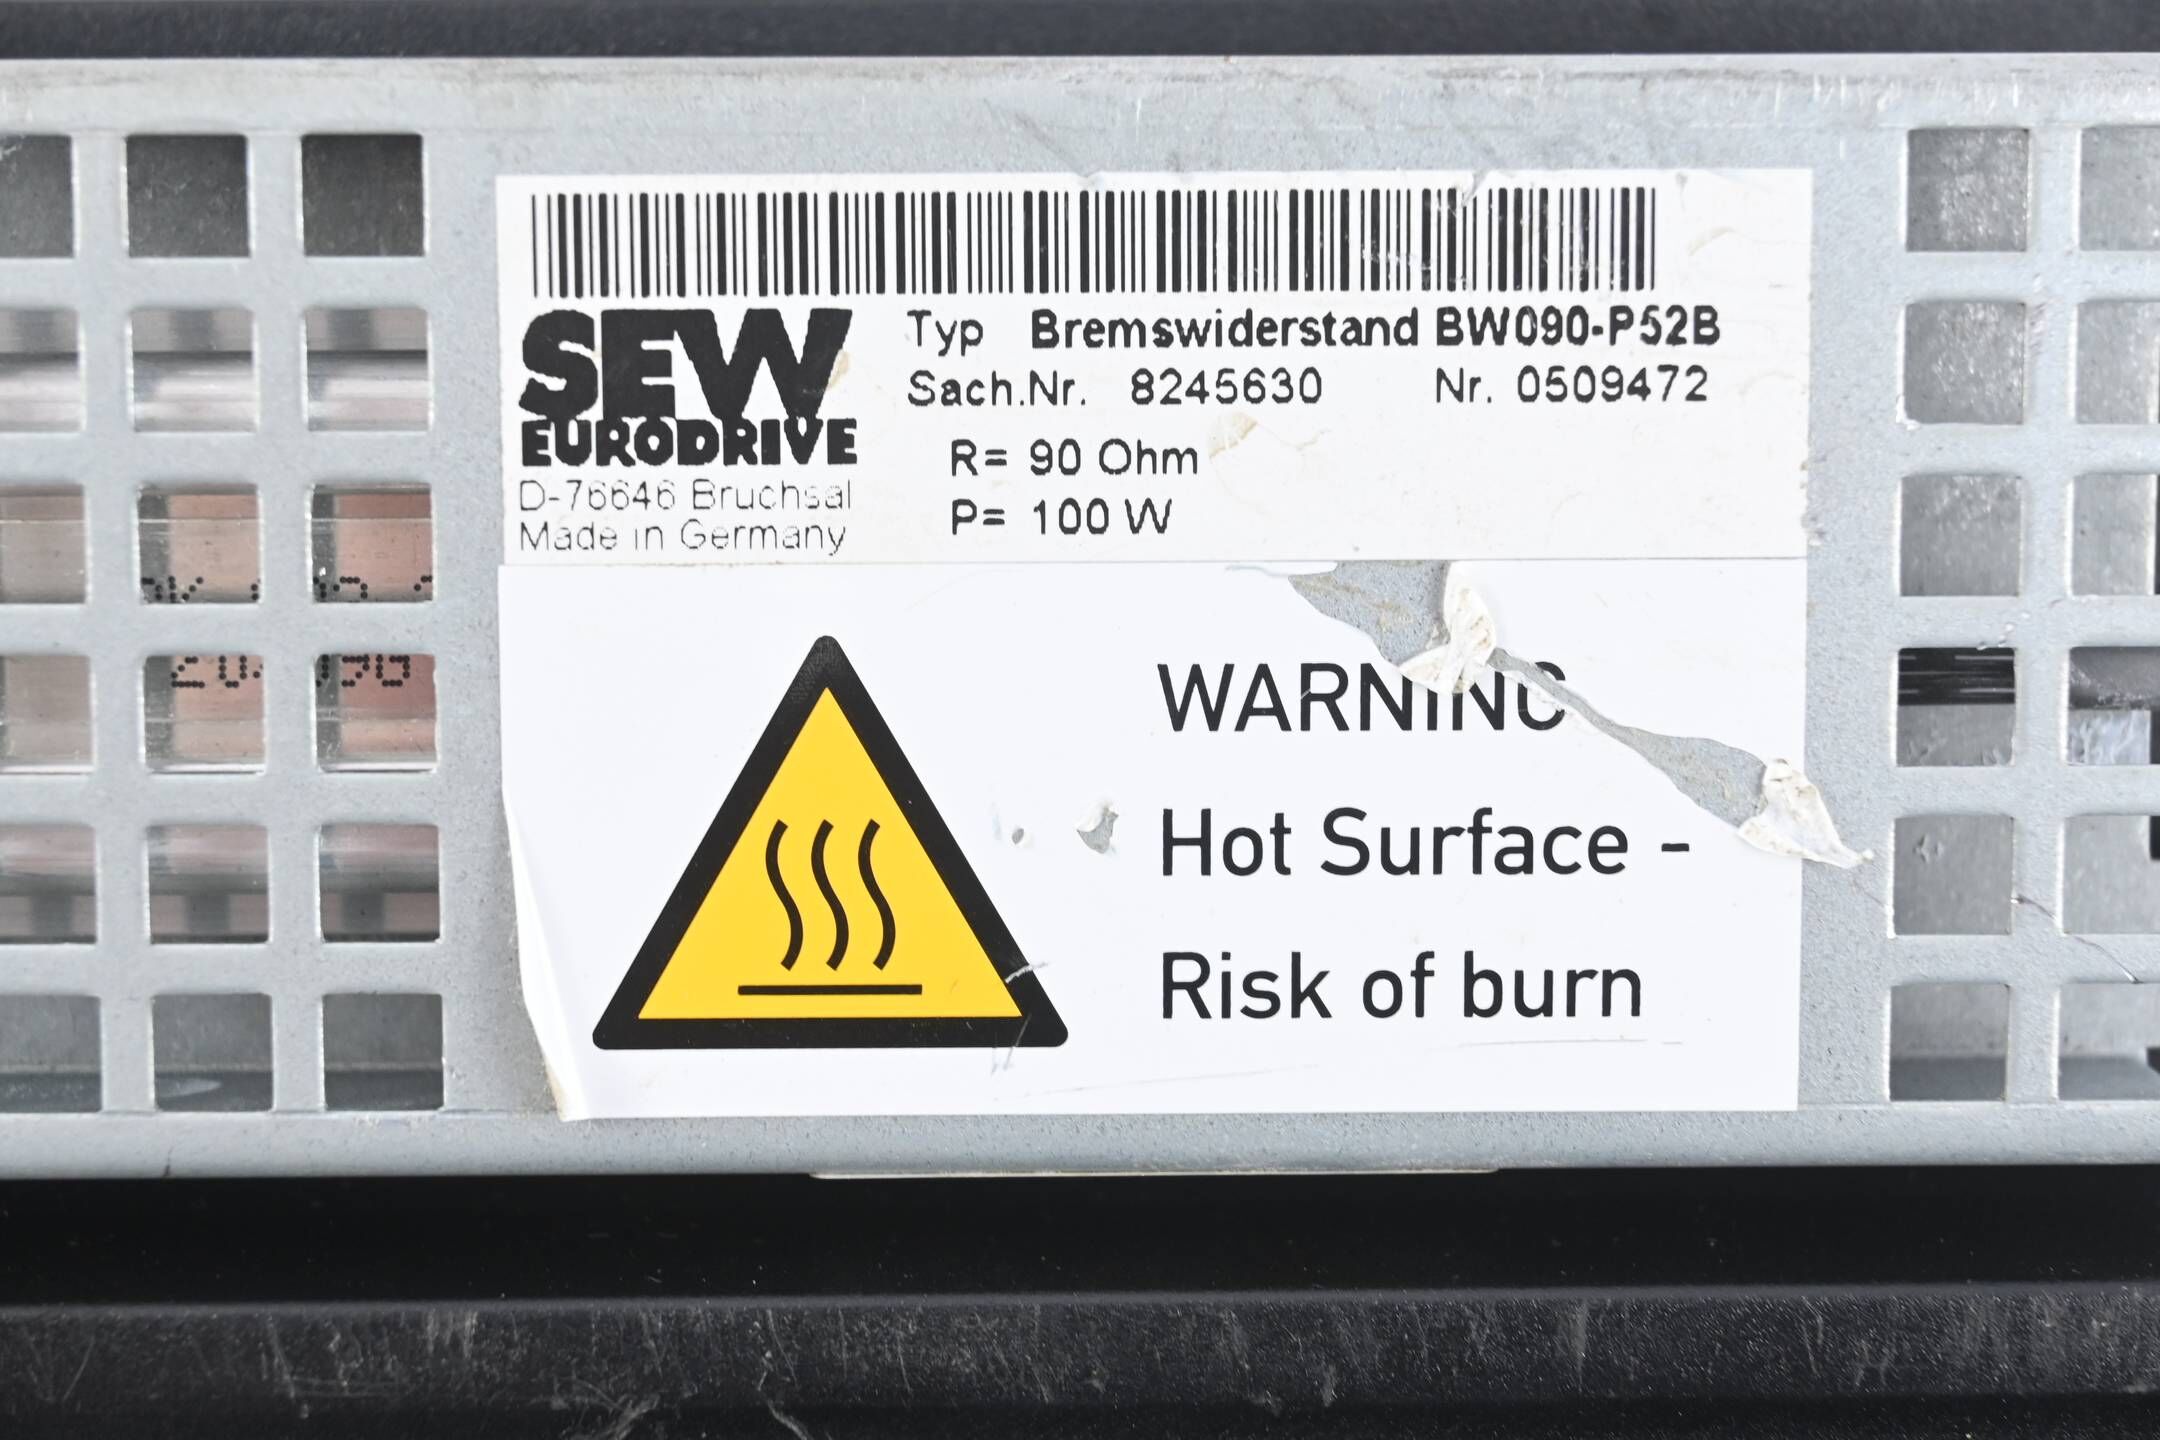 SEW
EURODRIVE
D-76646 Bruchsal
Made in Germany
Typ Bremswiderstand BW090-P52B
Sach.Nr. 8245630 Nr. 0509472
R= 90 Ohm
P= 100 W
WARNING
Hot Surface -
Risk of burn